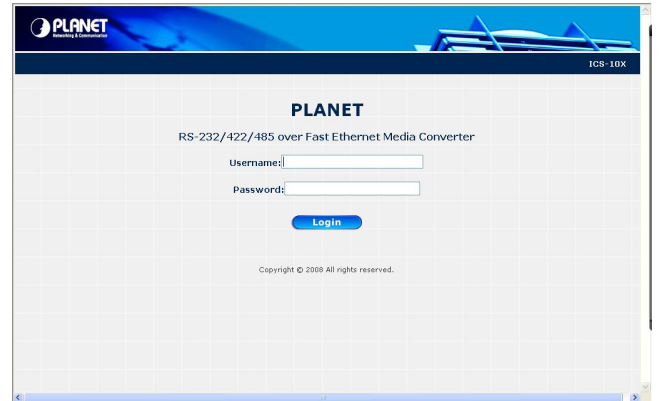 PLANET
Networking & Communication
ICS-10X
PLANET
RS-232/422/485 over Fast Ethernet Media Converter
Username:
Password:
Login
Copyright © 2008 All rights reserved.